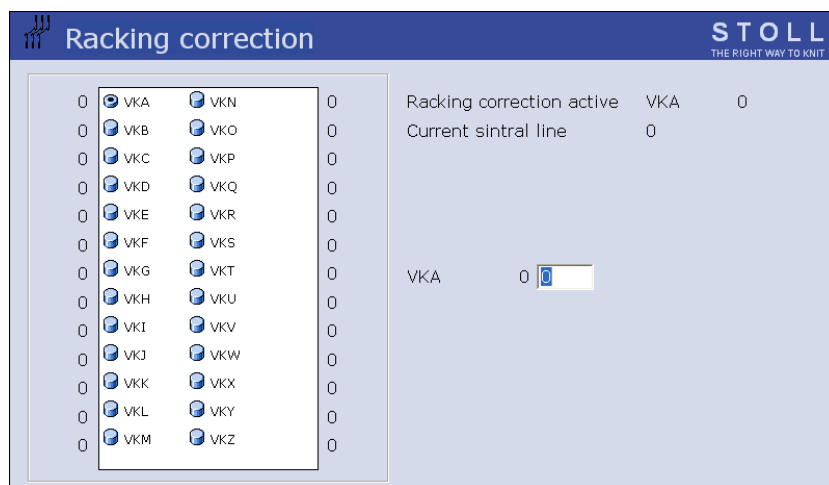 Racking correction
STOLL
THE RIGHT WAY TO KNIT
0 VKA VKN 0
0 VKB VKO 0
0 VKC VKP 0
0 VKD VKQ 0
0 VKE VKR 0
0 VKF VKS 0
0 VKG VKT 0
0 VKH VKU 0
0 VKI VKV 0
0 VKJ VKW 0
0 VKK VKX 0
0 VKL VKY 0
0 VKM VKZ 0
Racking correction active VKA 0
Current sintral line 0
VKA 0 0